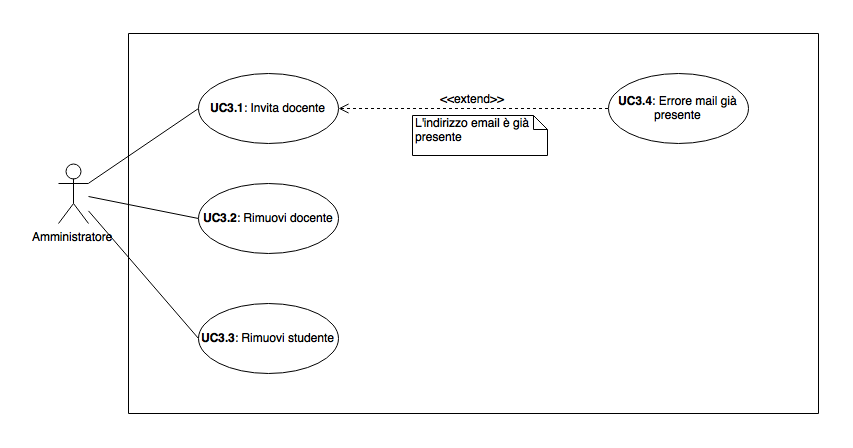 UC3.1: Invita docente
<<extend>>
UC3.4: Errore mail già
presente
L'indirizzo email è già
presente
UC3.2: Rimuovi docente
Amministratore
UC3.3: Rimuovi studente